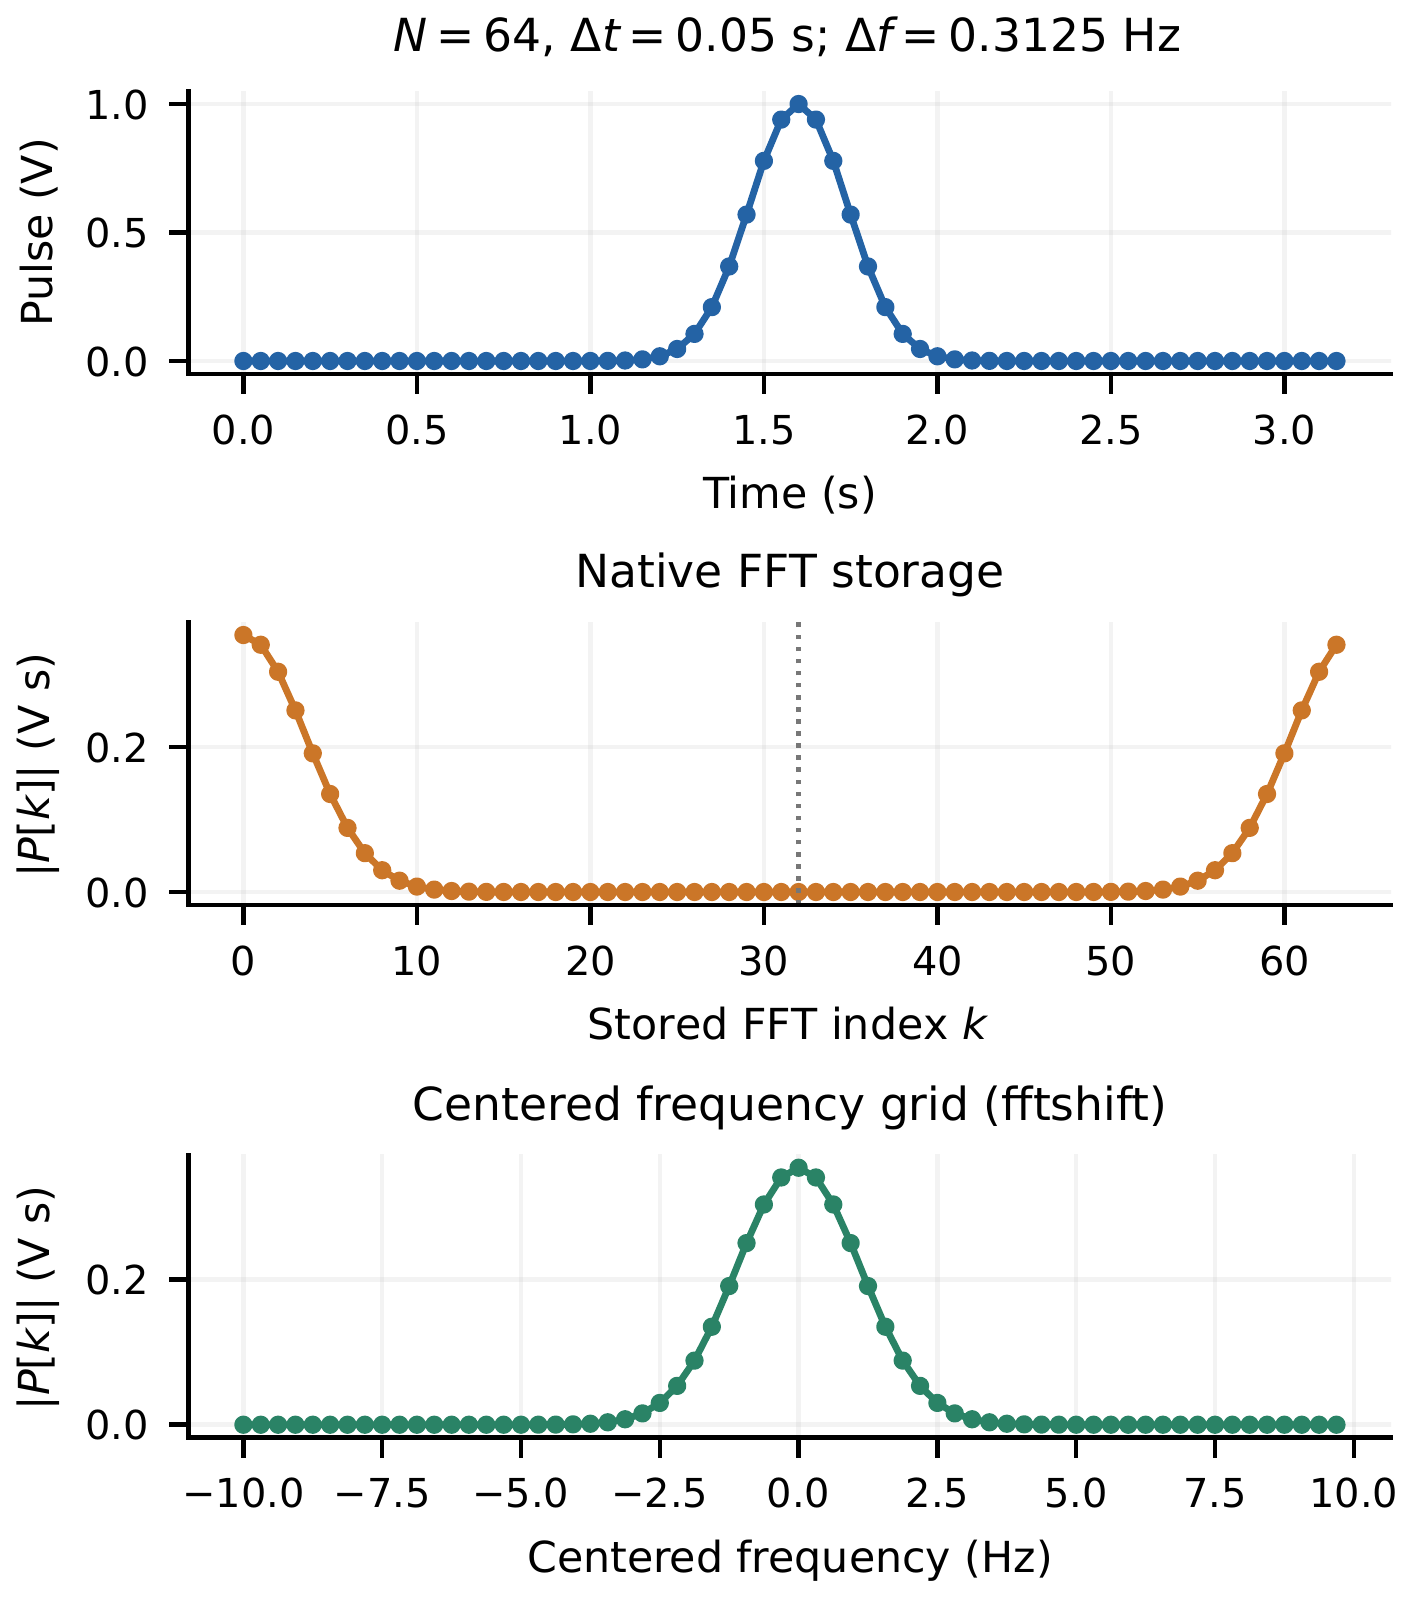 N = 64, Δt = 0.05 s; Δf = 0.3125 Hz
1.0
0.5
0.0
Pulse (V)
0.0 0.5 1.0 1.5 2.0 2.5 3.0
Time (s)
Native FFT storage
0.2
0.0
|P[k]| (V s)
0 10 20 30 40 50 60
Stored FFT index k
Centered frequency grid (fftshift)
0.2
0.0
|P[k]| (V s)
−10.0 −7.5 −5.0 −2.5 0.0 2.5 5.0 7.5 10.0
Centered frequency (Hz)